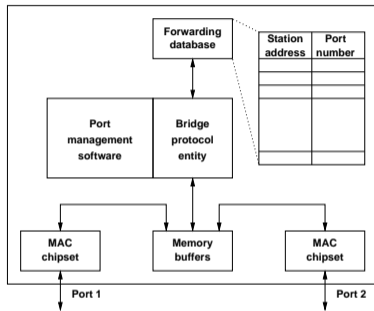 Forwarding
database
Station
address
Port
number
Port
management
software
Bridge
protocol
entity
MAC
chipset
Memory
buffers
MAC
chipset
Port 1
Port 2